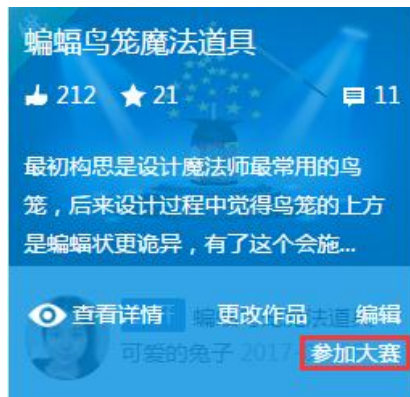 蝙蝠鸟笼魔法道具
212 21 11
最初构思是设计魔法师最常用的鸟
笼，后来设计过程中觉得鸟笼的上方
是蝙蝠状更诡异，有了这个会施...
查看详情 更改作品 编辑
可爱的兔子 2017 参加大赛